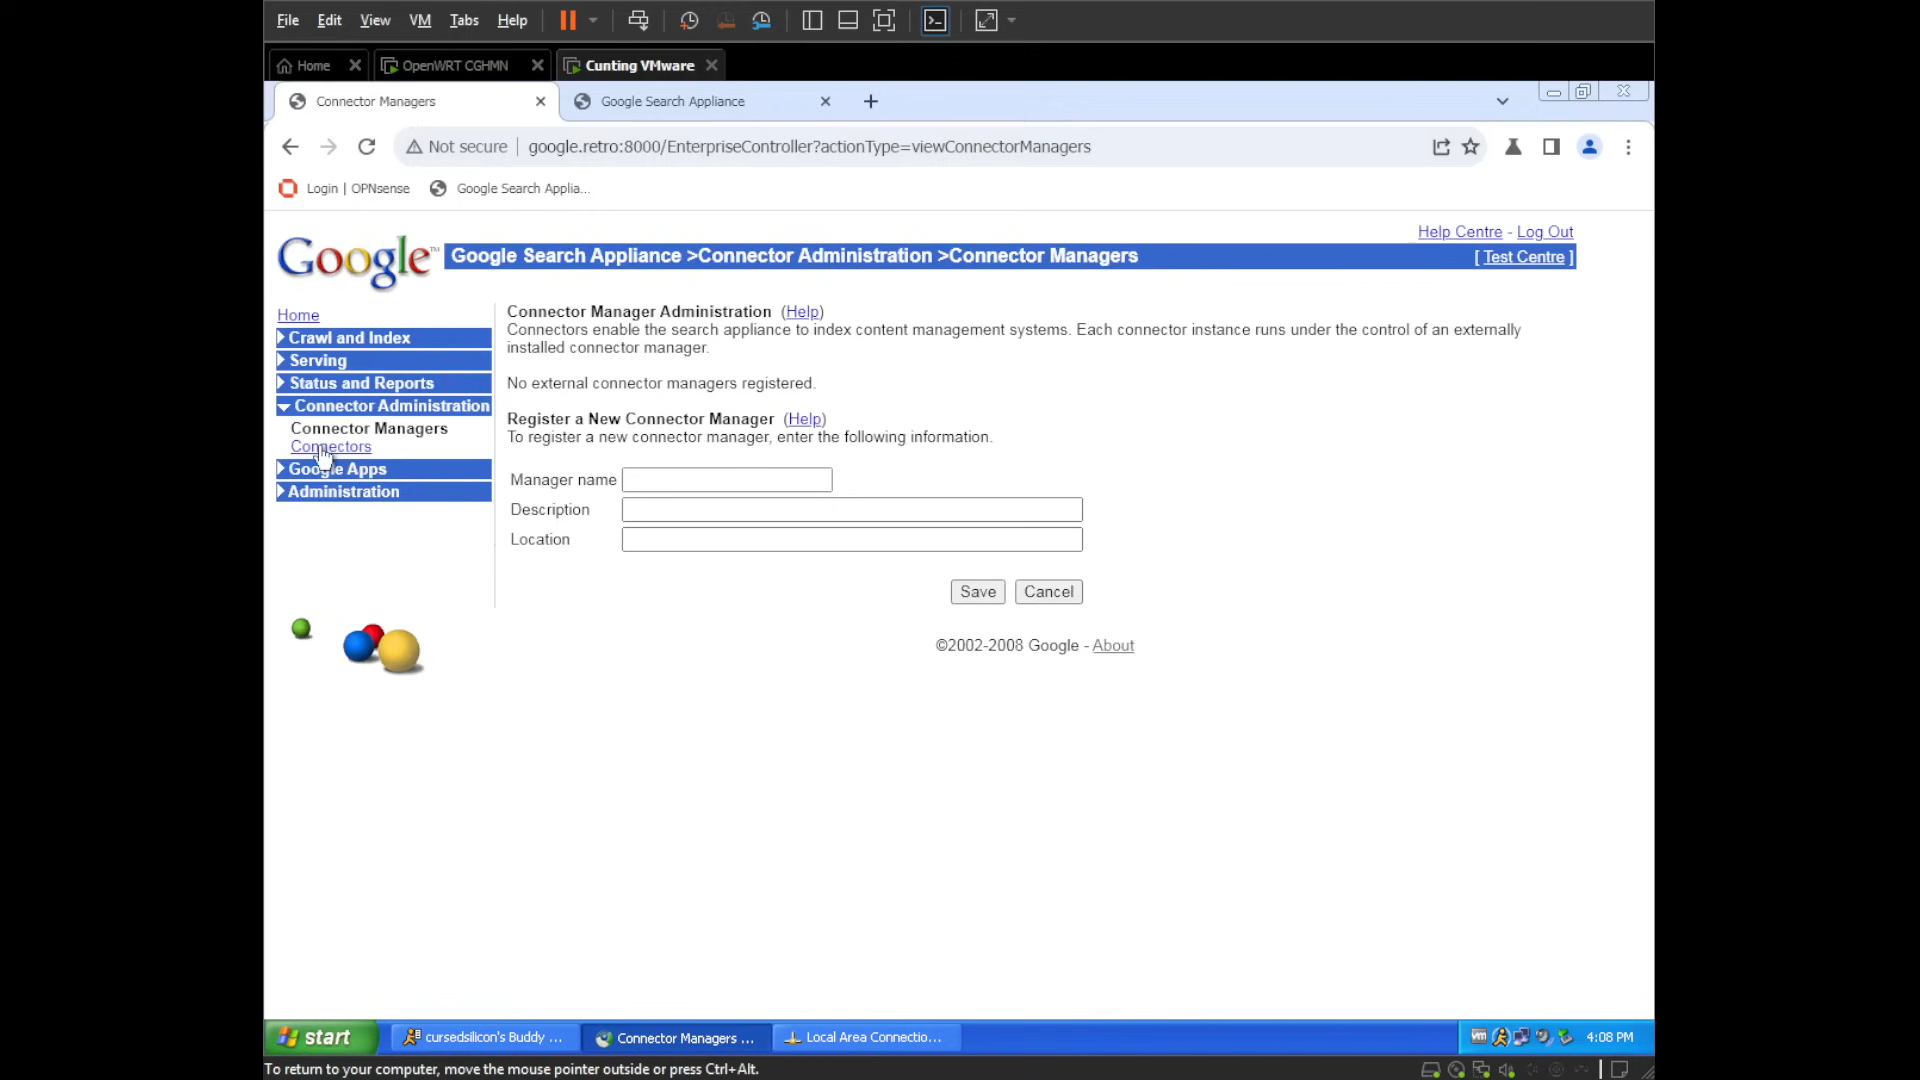 File Edit View VM Tabs Help
Home OpenWRT CGHMN Cunting VMware
Connector Managers Google Search Appliance
Not secure google.retro:8000/EnterpriseController?actionType=viewConnectorManagers
Login | OPNsense Google Search Applia...
Help Centre - Log Out
Google™ Google Search Appliance >Connector Administration >Connector Managers [ Test Centre ]
Home
Crawl and Index
Serving
Status and Reports
Connector Administration
Connector Managers
Connectors
Google Apps
Administration
Connector Manager Administration (Help)
Connectors enable the search appliance to index content management systems. Each connector instance runs under the control of an externally
installed connector manager.
No external connector managers registered.
Register a New Connector Manager (Help)
To register a new connector manager, enter the following information.
Manager name
Description
Location
Save Cancel
©2002-2008 Google - About
start cursedsilicon's Buddy ... Connector Managers ... Local Area Connectio... vm 4:08 PM
To return to your computer, move the mouse pointer outside or press Ctrl+Alt.